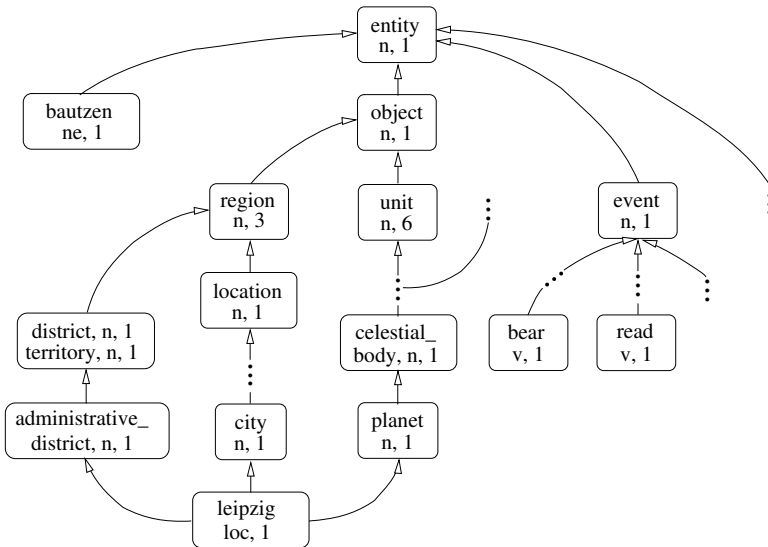 entity
n, 1
bautzen
ne, 1
object
n, 1
region
n, 3
unit
n, 6
event
n, 1
location
n, 1
district, n, 1
territory, n, 1
celestial_
body, n, 1
bear
v, 1
read
v, 1
administrative_
district, n, 1
city
n, 1
planet
n, 1
leipzig
loc, 1